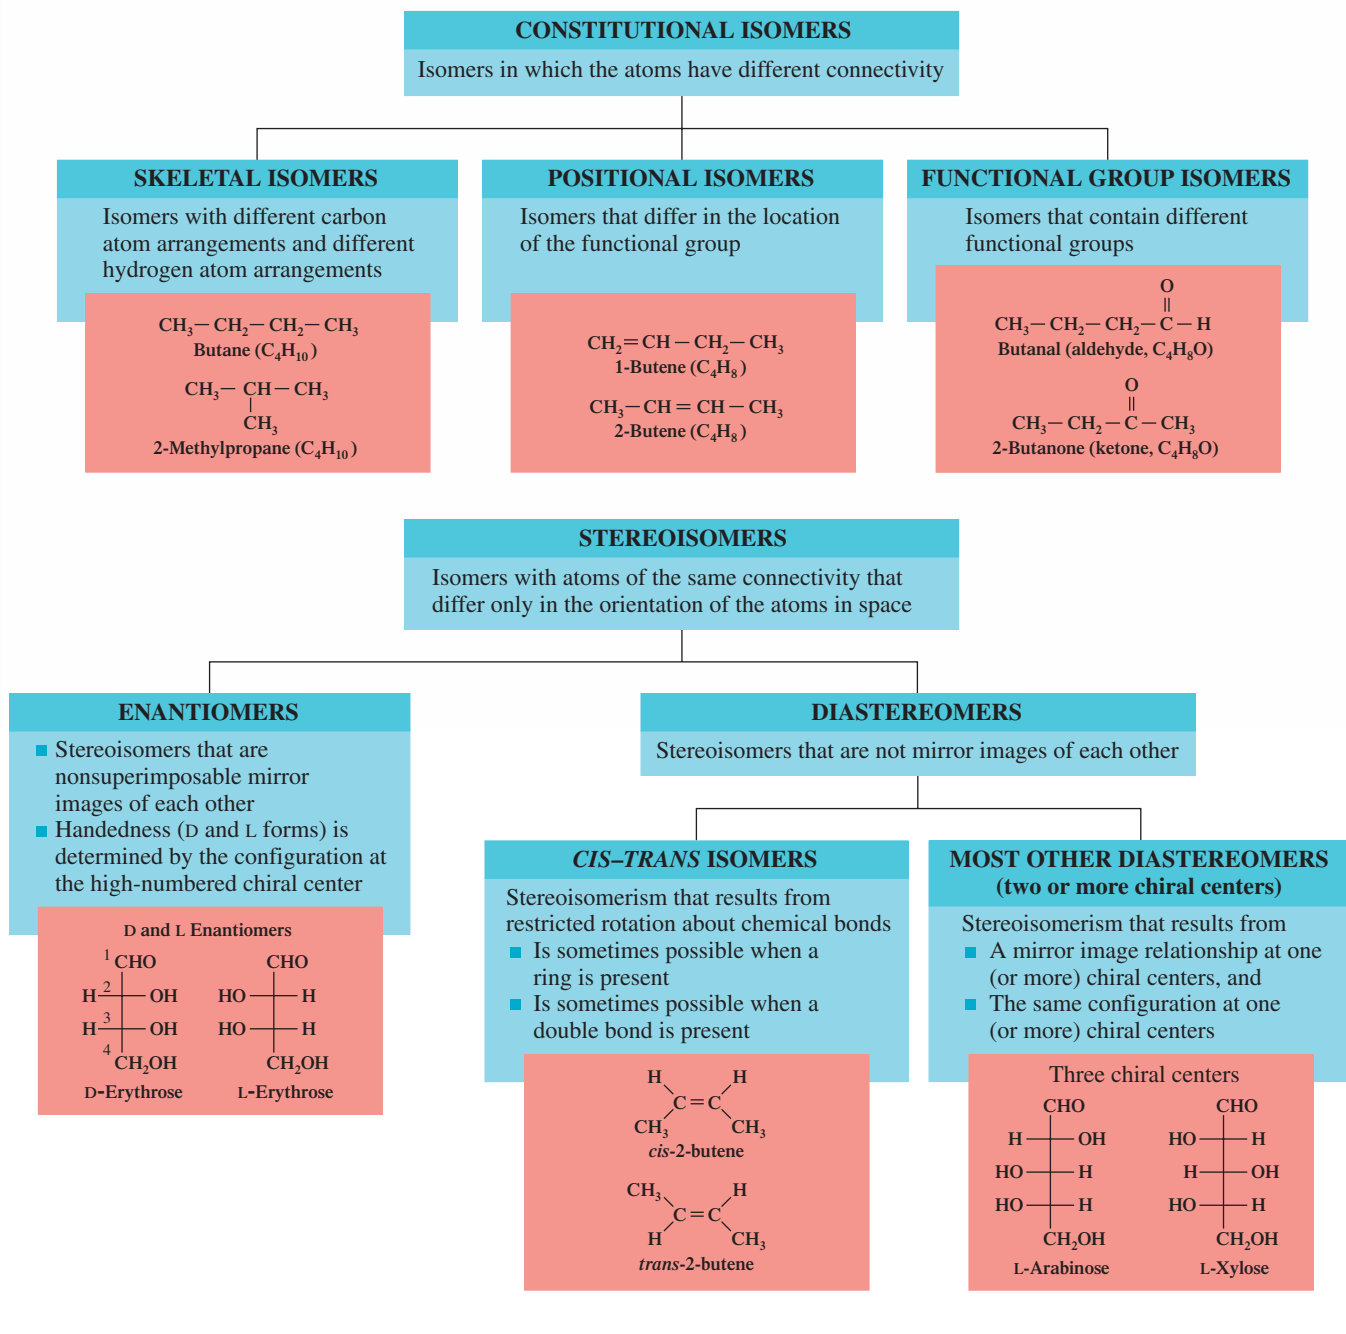 CONSTITUTIONAL ISOMERS
Isomers in which the atoms have different connectivity
SKELETAL ISOMERS
Isomers with different carbon
atom arrangements and different
hydrogen atom arrangements
CH₃—CH₂—CH₂—CH₃
Butane (C₄H₁₀)
CH₃—CH—CH₃
|
CH₃
2-Methylpropane (C₄H₁₀)
POSITIONAL ISOMERS
Isomers that differ in the location
of the functional group
CH₂=CH—CH₂—CH₃
1-Butene (C₄H₈)
CH₃—CH=CH—CH₃
2-Butene (C₄H₈)
FUNCTIONAL GROUP ISOMERS
Isomers that contain different
functional groups
O
||
CH₃—CH₂—CH₂—C—H
Butanal (aldehyde, C₄H₈O)
O
||
CH₃—CH₂—C—CH₃
2-Butanone (ketone, C₄H₈O)
STEREOISOMERS
Isomers with atoms of the same connectivity that
differ only in the orientation of the atoms in space
ENANTIOMERS
■ Stereoisomers that are
nonsuperimposable mirror
images of each other
■ Handedness (D and L forms) is
determined by the configuration at
the high-numbered chiral center
D and L Enantiomers
1 CHO CHO
H 2 OH HO H
H 3 OH HO H
4 CH₂OH CH₂OH
D-Erythrose L-Erythrose
DIASTEREOMERS
Stereoisomers that are not mirror images of each other
CIS–TRANS ISOMERS
Stereoisomerism that results from
restricted rotation about chemical bonds
■ Is sometimes possible when a
ring is present
■ Is sometimes possible when a
double bond is present
H H
C=C
CH₃ CH₃
cis-2-butene
CH₃ H
C=C
H CH₃
trans-2-butene
MOST OTHER DIASTEREOMERS
(two or more chiral centers)
Stereoisomerism that results from
■ A mirror image relationship at one
(or more) chiral centers, and
■ The same configuration at one
(or more) chiral centers
Three chiral centers
CHO CHO
H OH HO H
HO H H OH
HO H HO H
CH₂OH CH₂OH
L-Arabinose L-Xylose